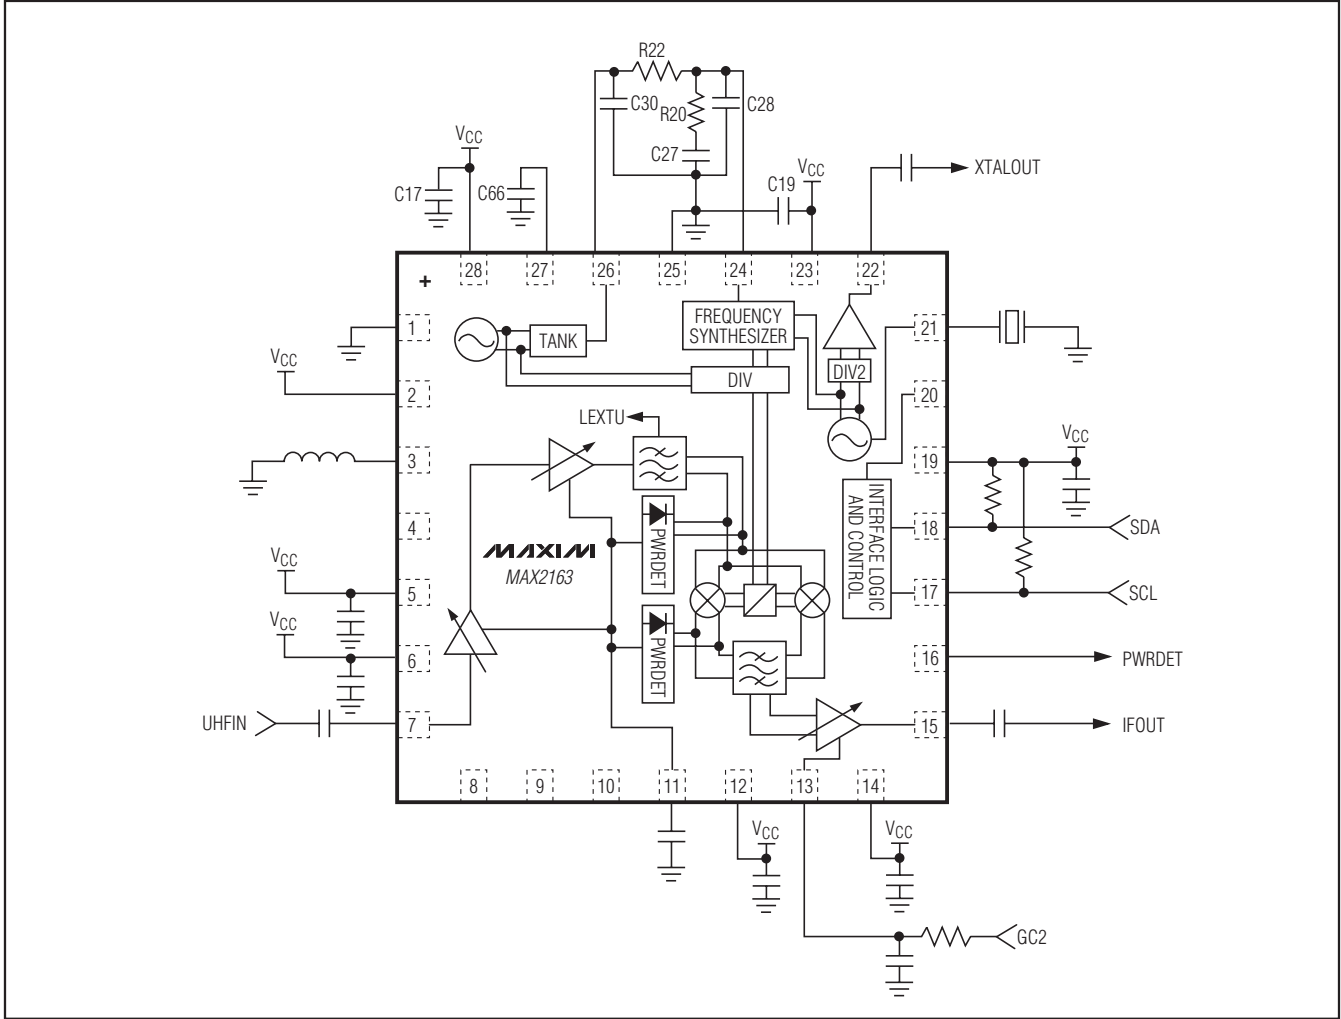 R22
C30
R20
C28
C27
VCC
C17
C66
C19
VCC
XTALOUT
28
27
26
25
24
23
22
+
1
TANK
FREQUENCY
SYNTHESIZER
21
VCC
DIV
DIV2
2
20
LEXTU
VCC
3
19
PWRDET
INTERFACE LOGIC
AND CONTROL
4
18
SDA
MAXIM
MAX2163
VCC
5
17
SCL
VCC
6
PWRDET
16
PWRDET
UHFIN
7
15
IFOUT
8
9
10
11
12
13
14
VCC
VCC
GC2